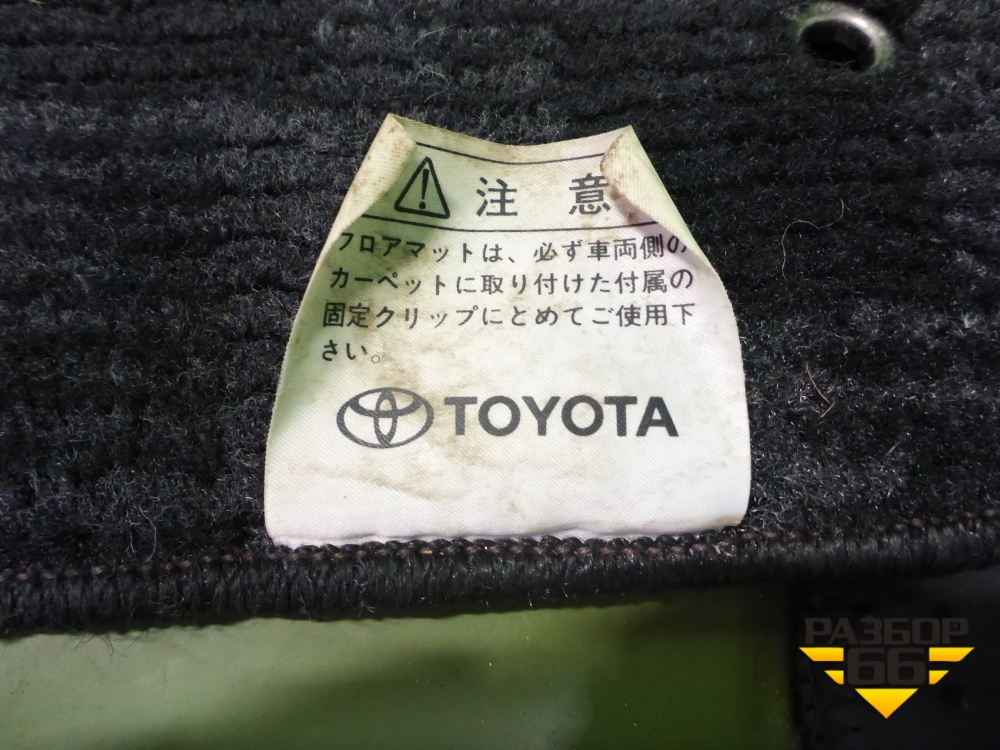 注意
フロアマットは、必ず車両側の
カーペットに取り付けた付属の
固定クリップにとめてご使用下
さい。
TOYOTA
РАЗБОР
66